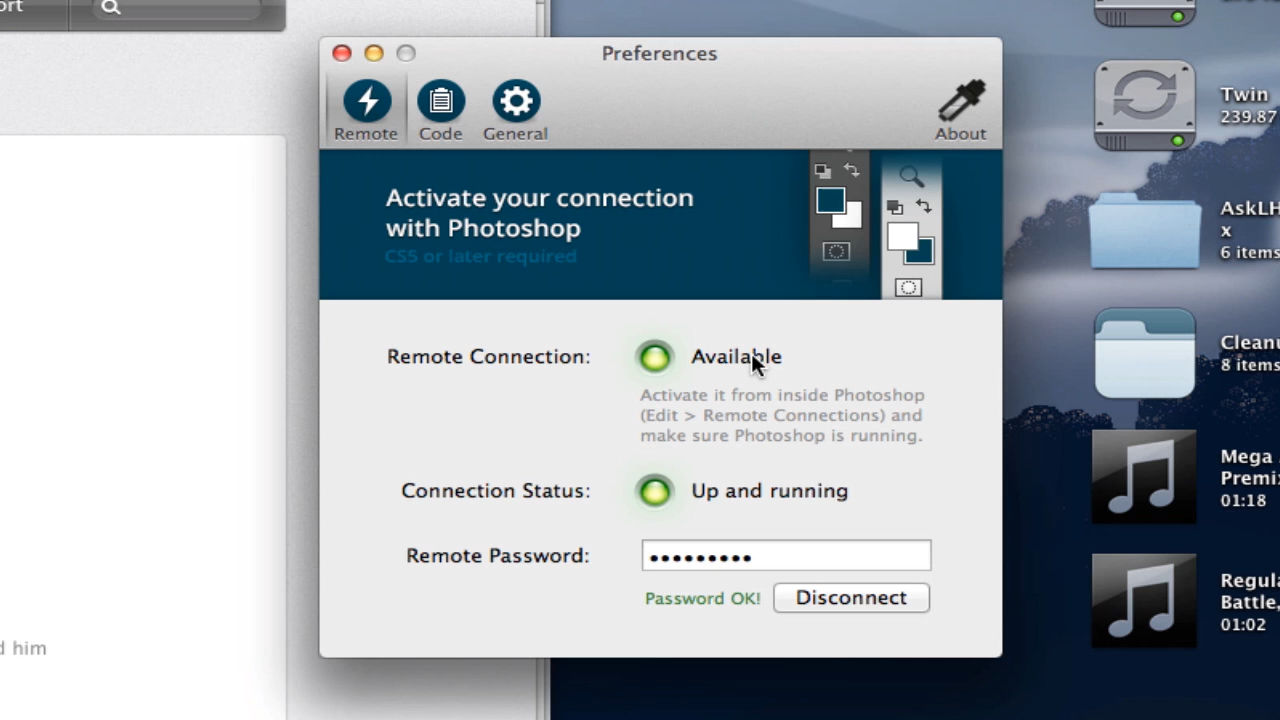 ort
Preferences
Remote
Code
General
About
Activate your connection
with Photoshop
CS5 or later required
Remote Connection:
Available
Activate it from inside Photoshop
(Edit > Remote Connections) and
make sure Photoshop is running.
Connection Status:
Up and running
Remote Password:
•••••••••
Password OK!
Disconnect
d him
Twin
239.87
AskLH
x
6 items
Cleanu
8 items
Mega
Premix
01:18
Regula
Battle,
01:02